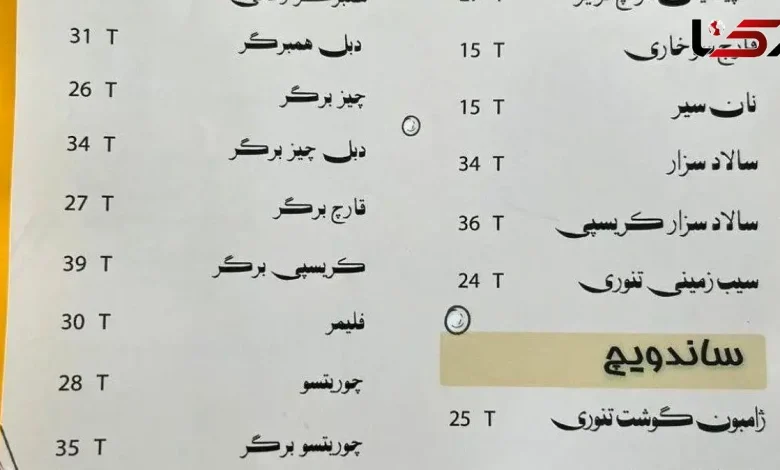 قارچ سوخاری 15 T
نان سیر 15 T
سالاد سزار 34 T
سالاد سزار کریسپی 36 T
سیب زمینی تنوری 24 T
ساندویچ
ژامبون گوشت تنوری 25 T
دبل همبرگر 31 T
چیز برگر 26 T
دبل چیز برگر 34 T
قارچ برگر 27 T
کریسپی برگر 39 T
فلیمر 30 T
چوریتسو 28 T
چوریتسو برگر 35 T